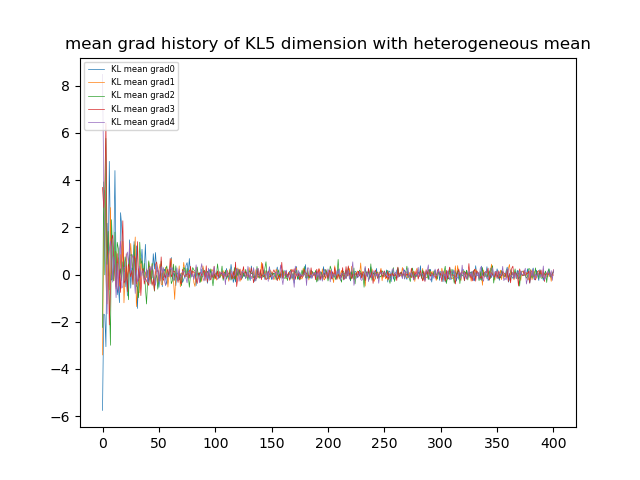 mean grad history of KL5 dimension with heterogeneous mean
KL mean grad0
KL mean grad1
KL mean grad2
KL mean grad3
KL mean grad4
8
6
4
2
0
−2
−4
−6
0 50 100 150 200 250 300 350 400